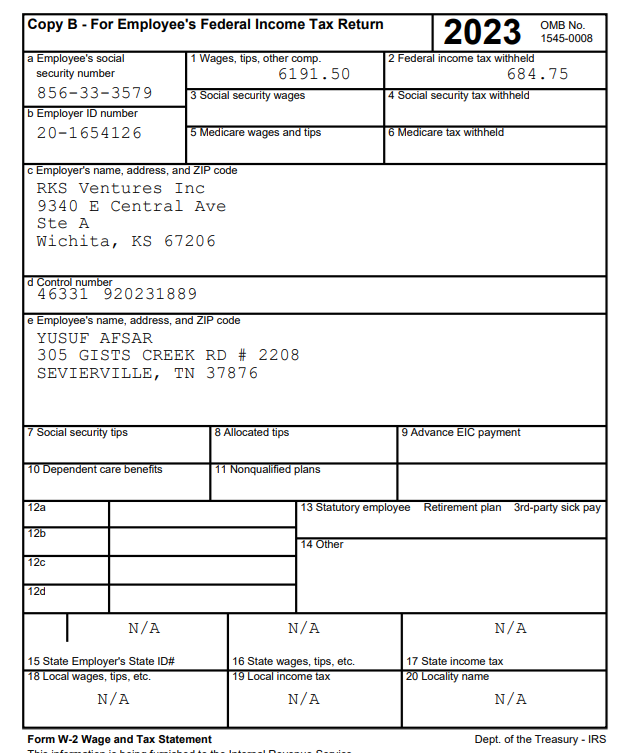 Copy B - For Employee's Federal Income Tax Return
2023
OMB No.
1545-0008
a Employee's social
security number
856-33-3579
1 Wages, tips, other comp.
6191.50
2 Federal income tax withheld
684.75
3 Social security wages
4 Social security tax withheld
b Employer ID number
20-1654126
5 Medicare wages and tips
6 Medicare tax withheld
c Employer's name, address, and ZIP code
RKS Ventures Inc
9340 E Central Ave
Ste A
Wichita, KS 67206
d Control number
46331 920231889
e Employee's name, address, and ZIP code
YUSUF AFSAR
305 GISTS CREEK RD # 2208
SEVIERVILLE, TN 37876
7 Social security tips
8 Allocated tips
9 Advance EIC payment
10 Dependent care benefits
11 Nonqualified plans
12a
13 Statutory employee Retirement plan 3rd-party sick pay
12b
14 Other
12c
12d
N/A N/A N/A
15 State Employer's State ID#
16 State wages, tips, etc.
17 State income tax
18 Local wages, tips, etc.
19 Local income tax
20 Locality name
N/A N/A N/A
Form W-2 Wage and Tax Statement
Dept. of the Treasury - IRS
This information is being furnished to the Internal Revenue Service